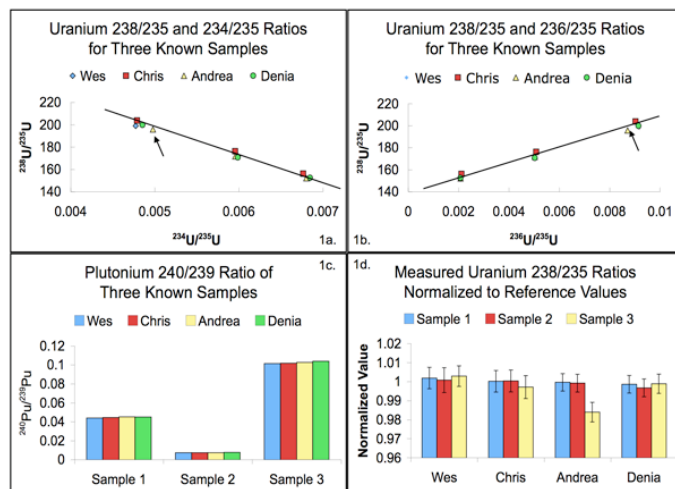 Uranium 238/235 and 234/235 Ratios
for Three Known Samples
Wes Chris Andrea Denia
220
200
180
160
140
²³⁸U/²³⁵U
0.004 0.005 0.006 0.007
²³⁴U/²³⁵U
1a.
Uranium 238/235 and 236/235 Ratios
for Three Known Samples
Wes Chris Andrea Denia
220
200
180
160
140
²³⁸U/²³⁵U
0 0.002 0.004 0.006 0.008 0.01
²³⁶U/²³⁵U
1b.
1c.
Plutonium 240/239 Ratio of
Three Known Samples
Wes Chris Andrea Denia
0.12
0.1
0.08
0.06
0.04
0.02
0
²⁴⁰Pu/²³⁹Pu
Sample 1 Sample 2 Sample 3
1d.
Measured Uranium 238/235 Ratios
Normalized to Reference Values
Sample 1 Sample 2 Sample 3
1.02
1.01
1
0.99
0.98
0.97
0.96
Normalized Value
Wes Chris Andrea Denia